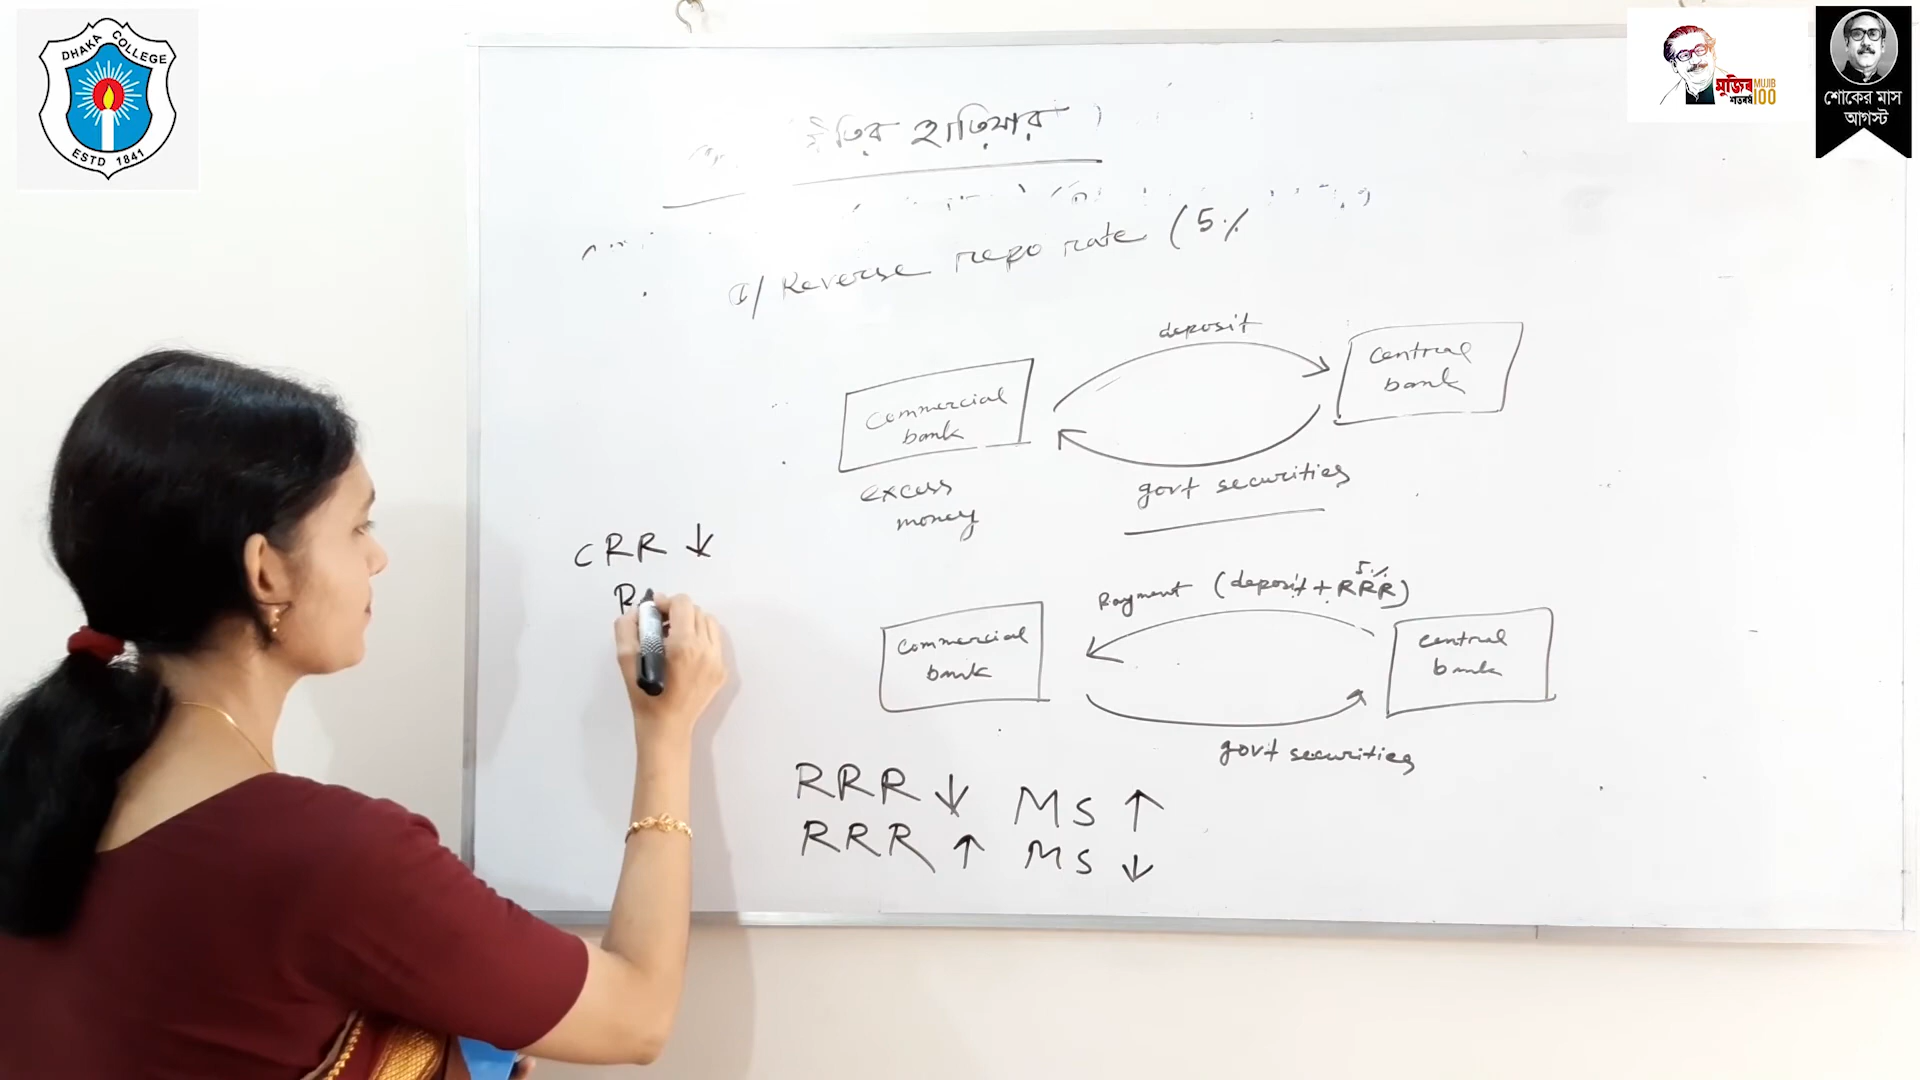 DHAKA COLLEGE
ESTD 1841
মুজিব MUJIB
শতবর্ষ 100
শোকের মাস
আগস্ট
হাতিয়ার
Reverse repo rate (5%
deposit
commercial
bank
central
bank
excess
money
govt securities
CRR ↓
R
Payment (deposit + RRR)
5%
commercial
bank
central
bank
govt securities
RRR ↓ MS ↑
RRR ↑ MS ↓